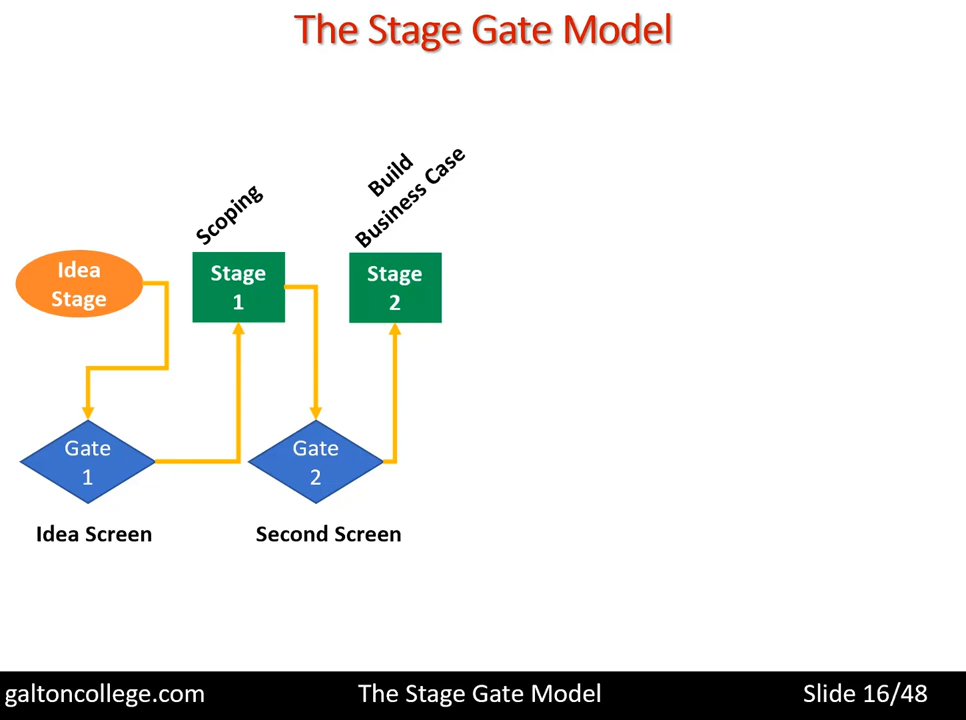 The Stage Gate Model
Scoping
Build
Business Case
Idea
Stage
Stage
1
Stage
2
Gate
1
Gate
2
Idea Screen
Second Screen
galtoncollege.com
The Stage Gate Model
Slide 16/48